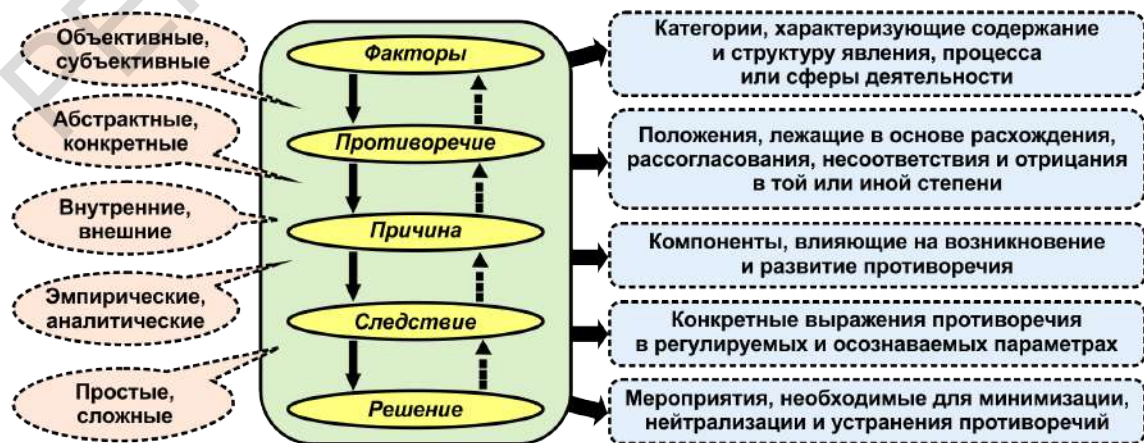 Объективные,
субъективные
Абстрактные,
конкретные
Внутренние,
внешние
Эмпирические,
аналитические
Простые,
сложные
Факторы
Противоречие
Причина
Следствие
Решение
Категории, характеризующие содержание
и структуру явления, процесса
или сферы деятельности
Положения, лежащие в основе расхождения,
рассогласования, несоответствия и отрицания
в той или иной степени
Компоненты, влияющие на возникновение
и развитие противоречия
Конкретные выражения противоречия
в регулируемых и осознаваемых параметрах
Мероприятия, необходимые для минимизации,
нейтрализации и устранения противоречий